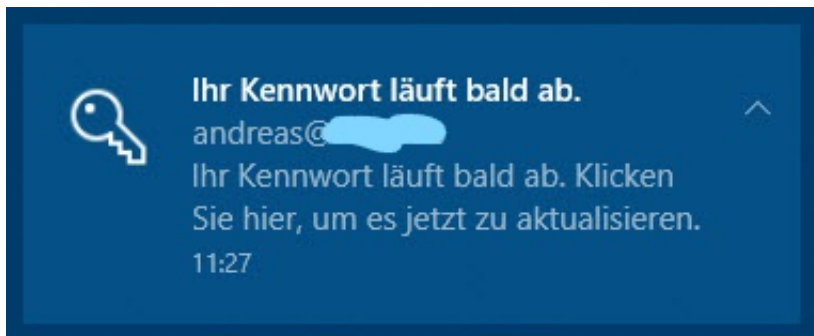 Ihr Kennwort läuft bald ab.
andreas@
Ihr Kennwort läuft bald ab. Klicken
Sie hier, um es jetzt zu aktualisieren.
11:27